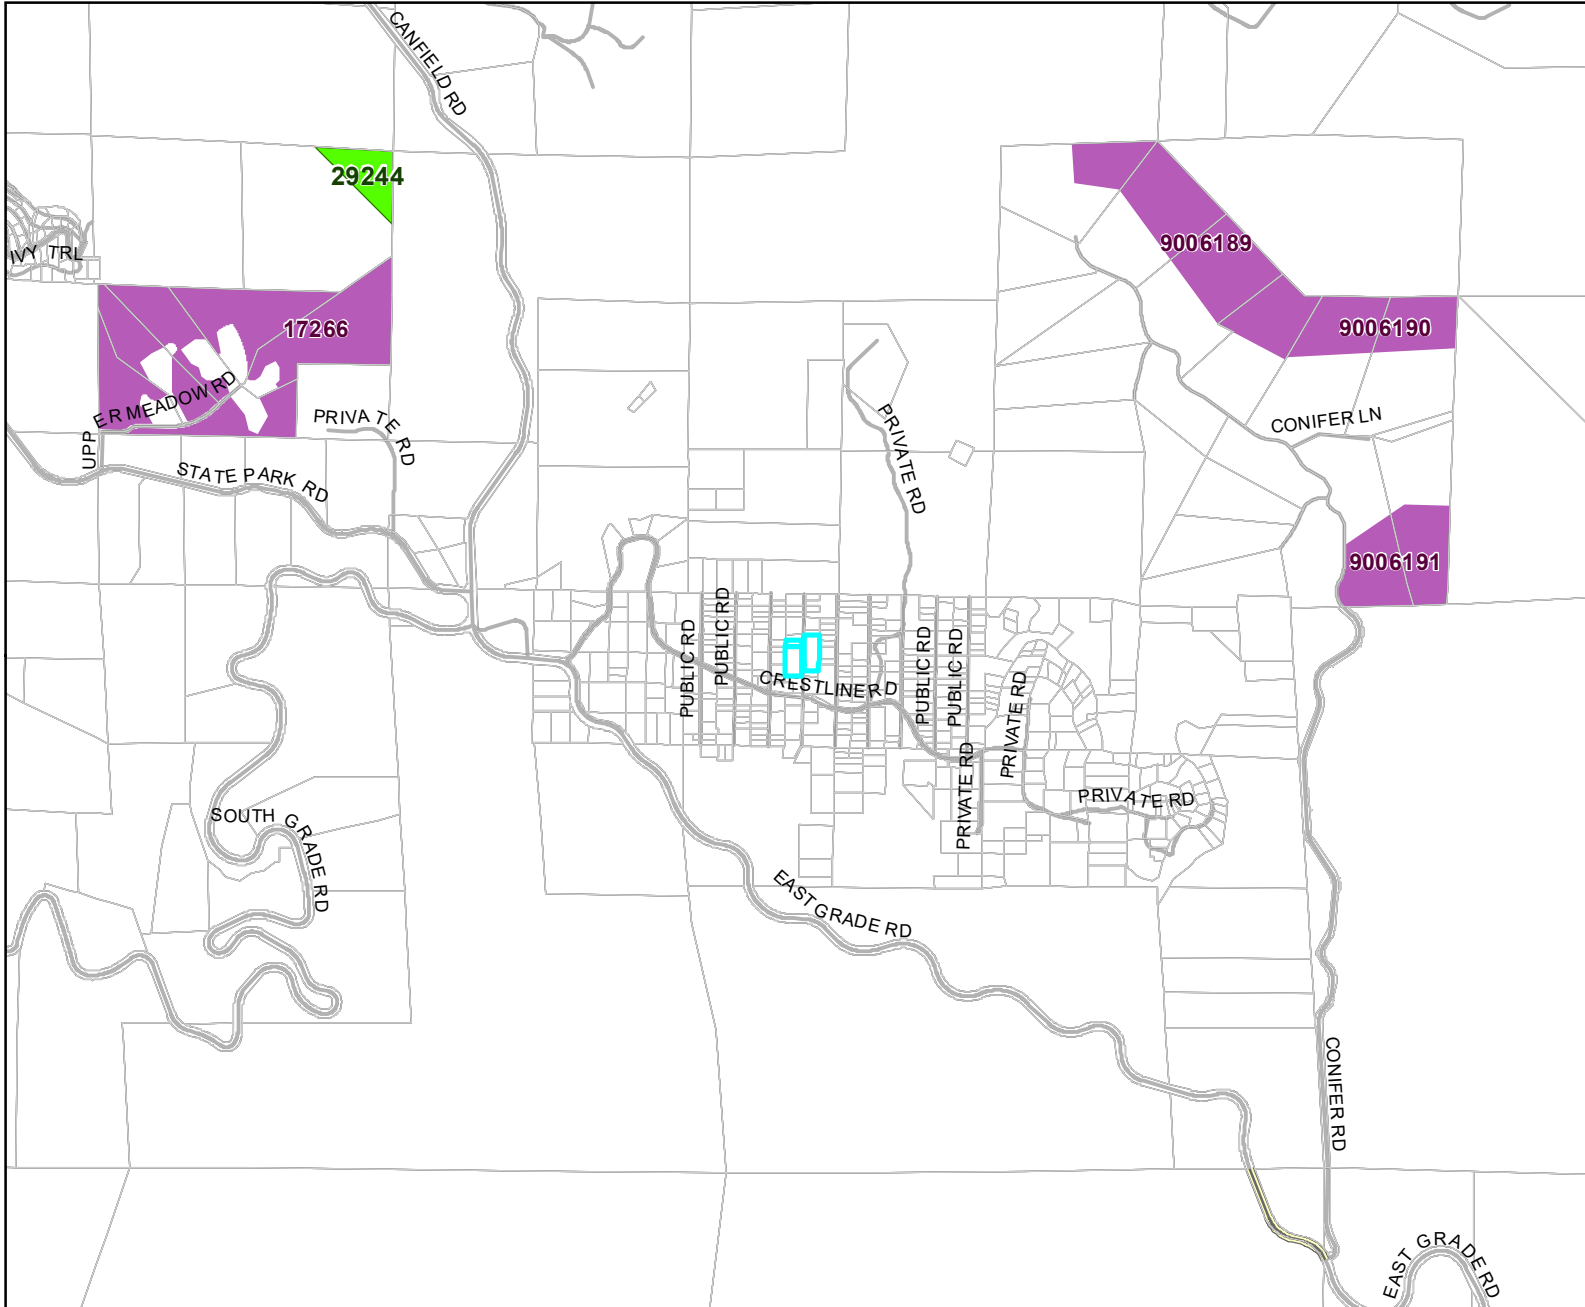 CANFIELD RD
29244
IVY TRL
9006189
17266
9006190
UPPER MEADOW RD
PRIVATE RD
PRIVATE RD
CONIFER LN
STATE PARK RD
9006191
PUBLIC RD
PUBLIC RD
CRESTLINE RD
PUBLIC RD
PUBLIC RD
PRIVATE RD
PRIVATE RD
PRIVATE RD
SOUTH GRADE RD
EAST GRADE RD
CONIFER RD
EAST GRADE RD